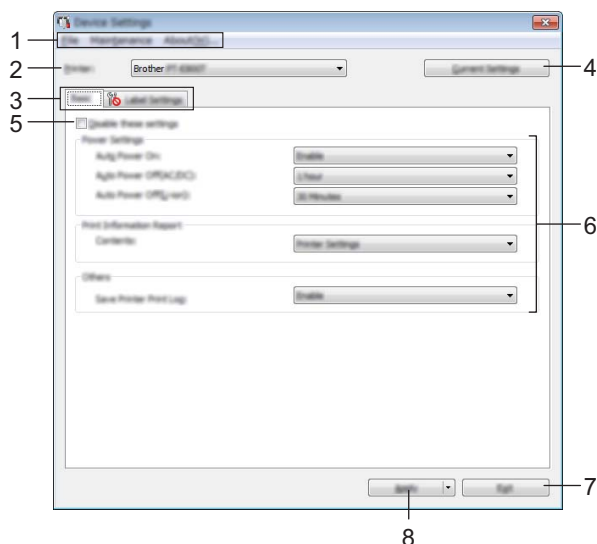 Device Settings
File Maintenance About
1
2
Printer:
Brother
Current Settings
4
3
Basic
Label Settings
5
Disable these settings
Power Settings
Auto Power On:
Enable
Auto Power Off(AC/DC):
1 hour
Auto Power Off(Li-ion):
30 Minutes
6
Print Information Report
Contents:
Printer Settings
Others
Save Printer Print Log:
Enable
Apply
Exit
7
8